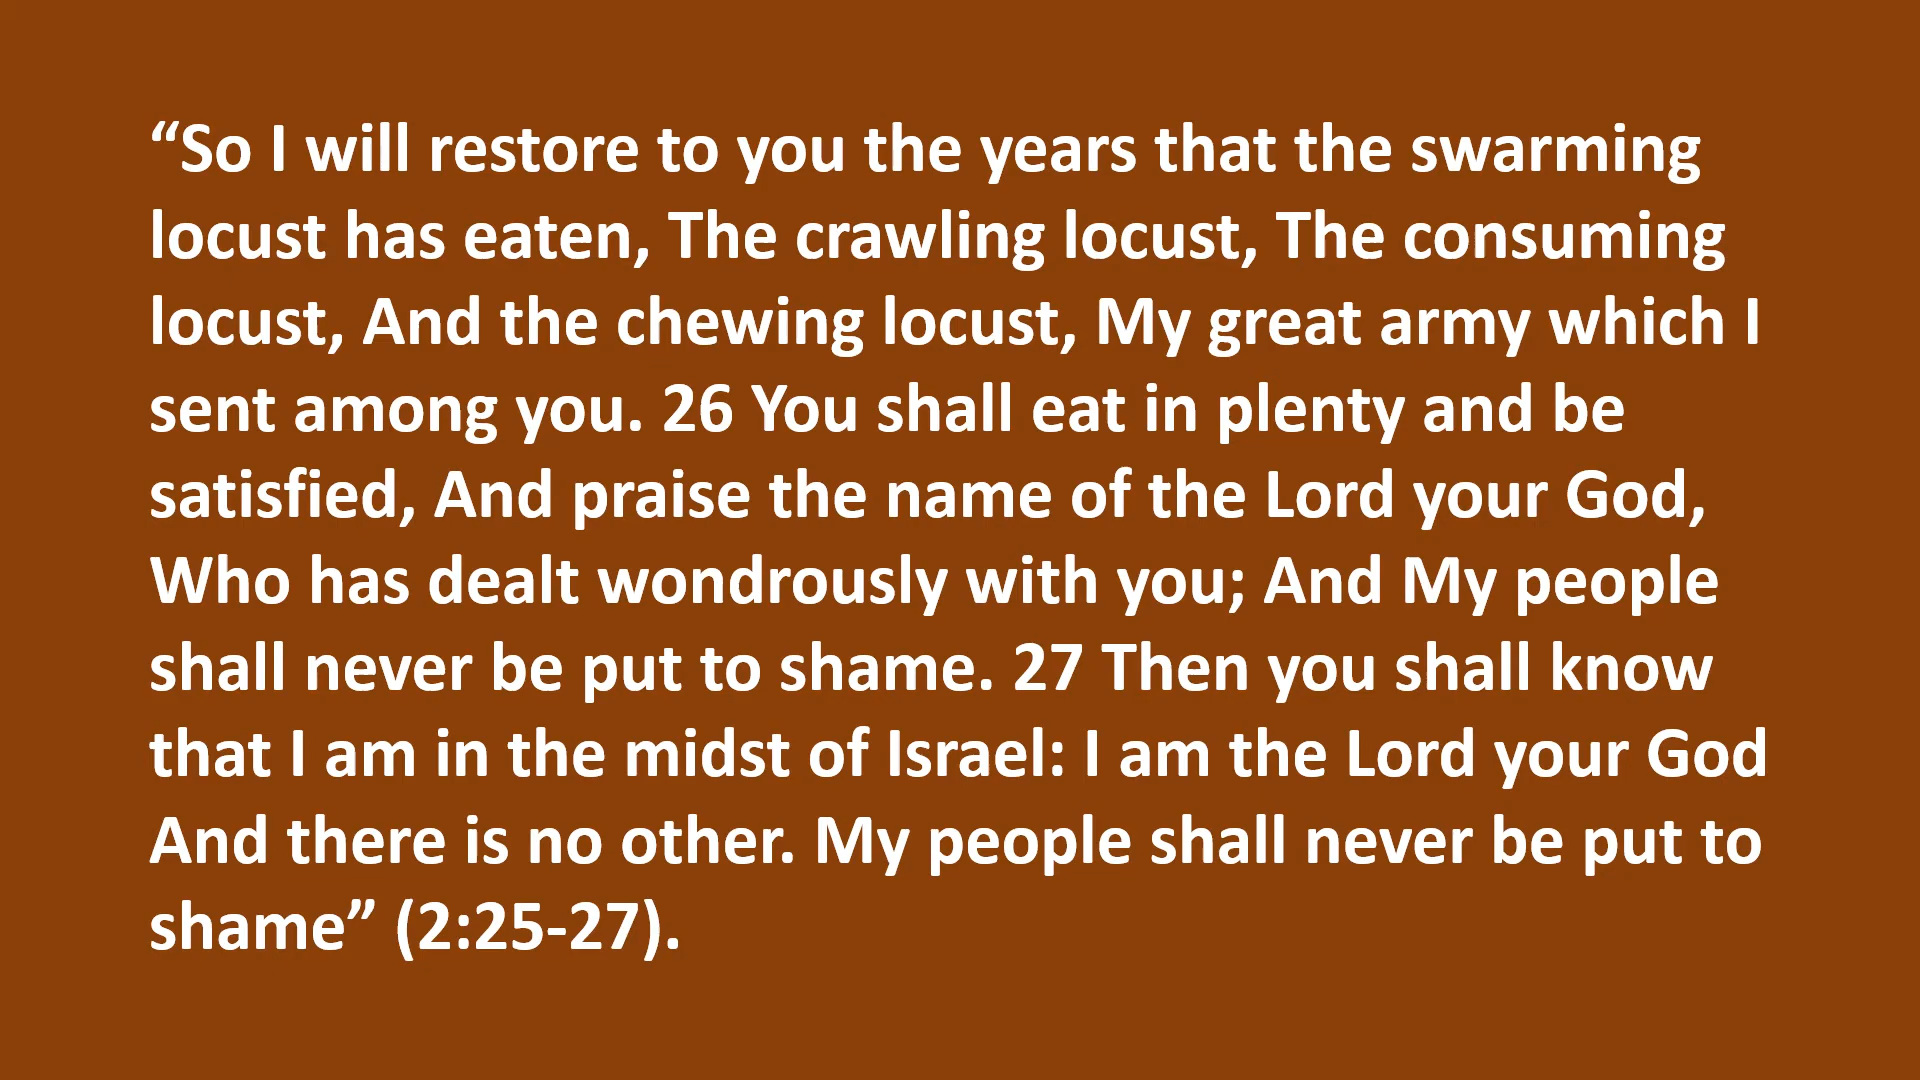 “So I will restore to you the years that the swarming
locust has eaten, The crawling locust, The consuming
locust, And the chewing locust, My great army which I
sent among you. 26 You shall eat in plenty and be
satisfied, And praise the name of the Lord your God,
Who has dealt wondrously with you; And My people
shall never be put to shame. 27 Then you shall know
that I am in the midst of Israel: I am the Lord your God
And there is no other. My people shall never be put to
shame” (2:25-27).